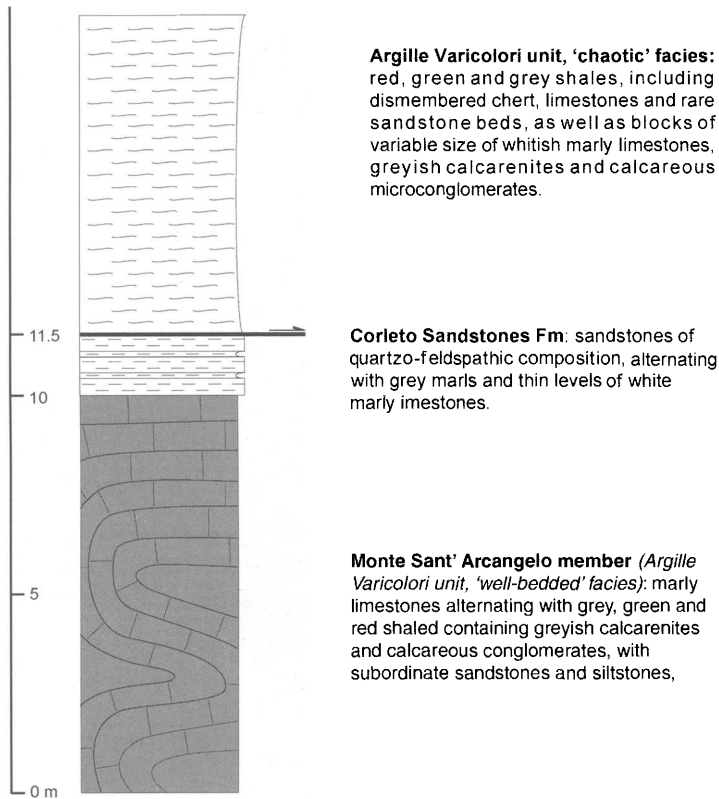 Argille Varicolori unit, ‘chaotic’ facies:
red, green and grey shales, including
dismembered chert, limestones and rare
sandstone beds, as well as blocks of
variable size of whitish marly limestones,
greyish calcarenites and calcareous
microconglomerates.
11.5
Corleto Sandstones Fm: sandstones of
quartzo-feldspathic composition, alternating
with grey marls and thin levels of white
marly imestones.
10
Monte Sant’ Arcangelo member (Argille
Varicolori unit, ‘well-bedded’ facies): marly
limestones alternating with grey, green and
red shaled containing greyish calcarenites
and calcareous conglomerates, with
subordinate sandstones and siltstones,
5
0 m